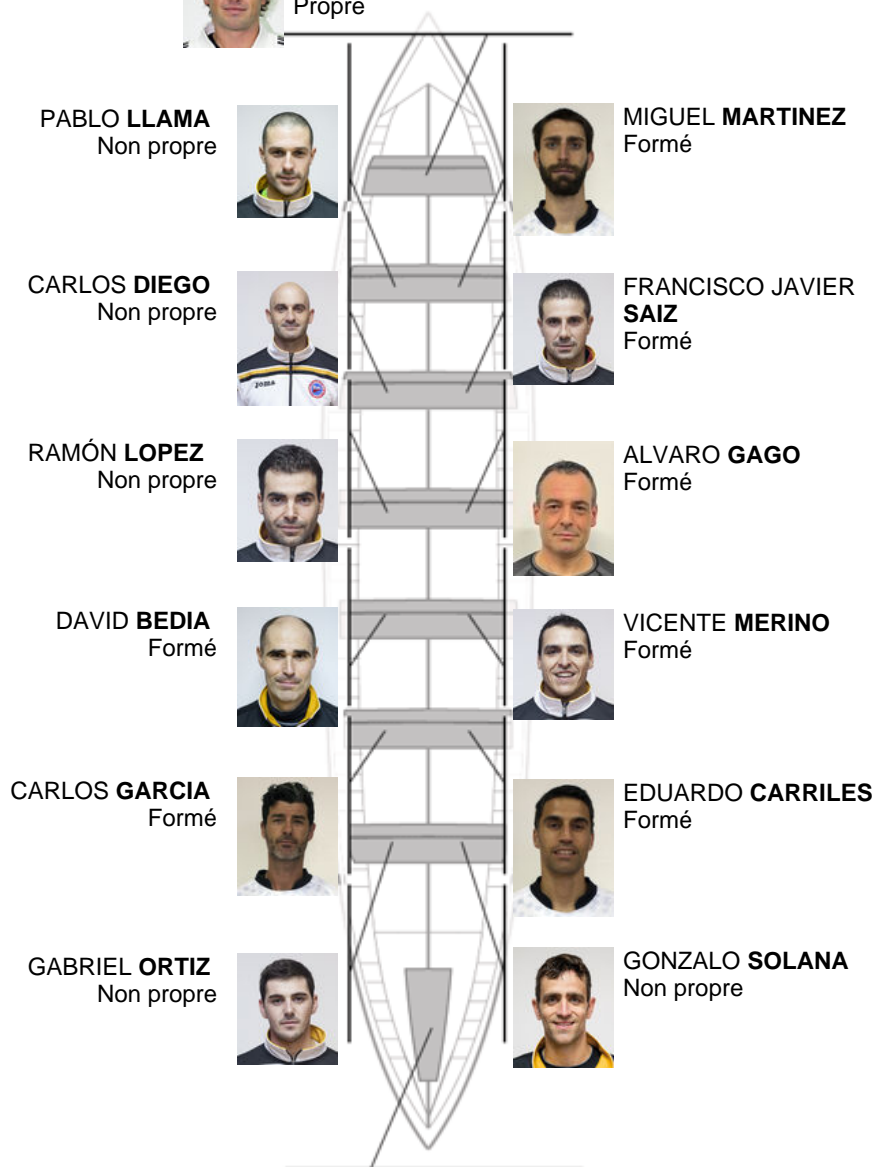 Propre
PABLO LLAMA
Non propre
MIGUEL MARTINEZ
Formé
CARLOS DIEGO
Non propre
FRANCISCO JAVIER
SAIZ
Formé
RAMÓN LOPEZ
Non propre
ALVARO GAGO
Formé
DAVID BEDIA
Formé
VICENTE MERINO
Formé
CARLOS GARCIA
Formé
EDUARDO CARRILES
Formé
GABRIEL ORTIZ
Non propre
GONZALO SOLANA
Non propre